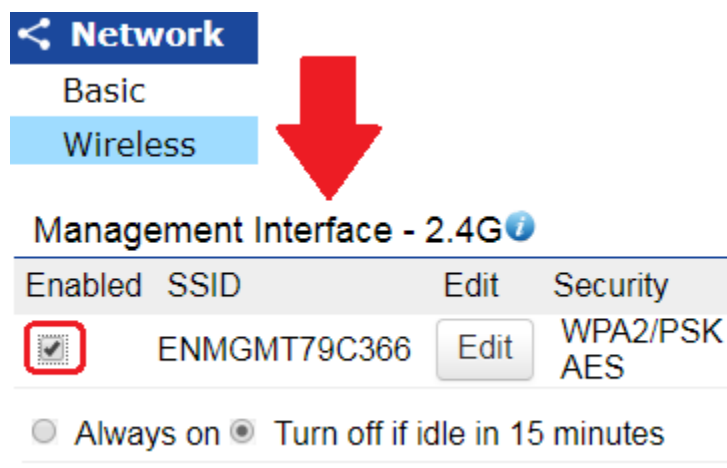 Network
Basic
Wireless
Management Interface - 2.4G
Enabled SSID Edit Security
ENMGMT79C366 Edit WPA2/PSK
AES
Always on Turn off if idle in 15 minutes